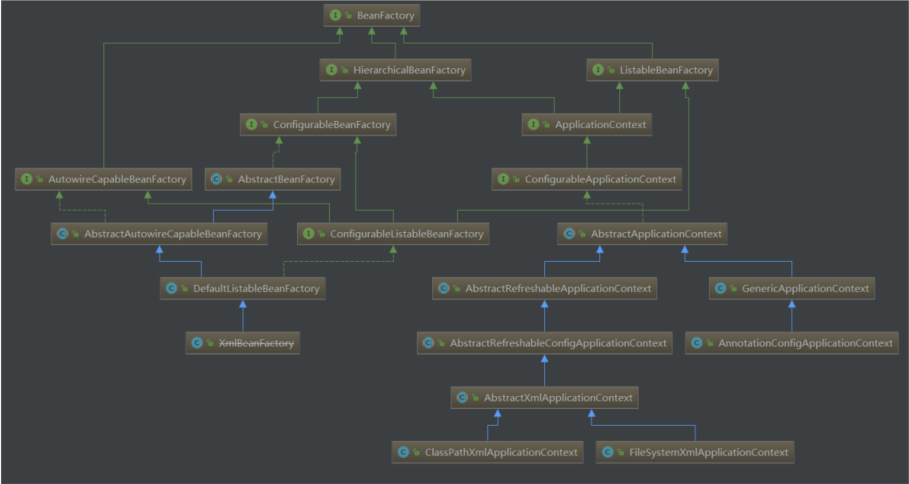 I BeanFactory
I HierarchicalBeanFactory
I ListableBeanFactory
I ConfigurableBeanFactory
I ApplicationContext
I AutowireCapableBeanFactory
C AbstractBeanFactory
I ConfigurableApplicationContext
C AbstractAutowireCapableBeanFactory
I ConfigurableListableBeanFactory
C AbstractApplicationContext
C DefaultListableBeanFactory
C AbstractRefreshableApplicationContext
C GenericApplicationContext
C XmlBeanFactory
C AbstractRefreshableConfigApplicationContext
C AnnotationConfigApplicationContext
C AbstractXmlApplicationContext
C ClassPathXmlApplicationContext
C FileSystemXmlApplicationContext